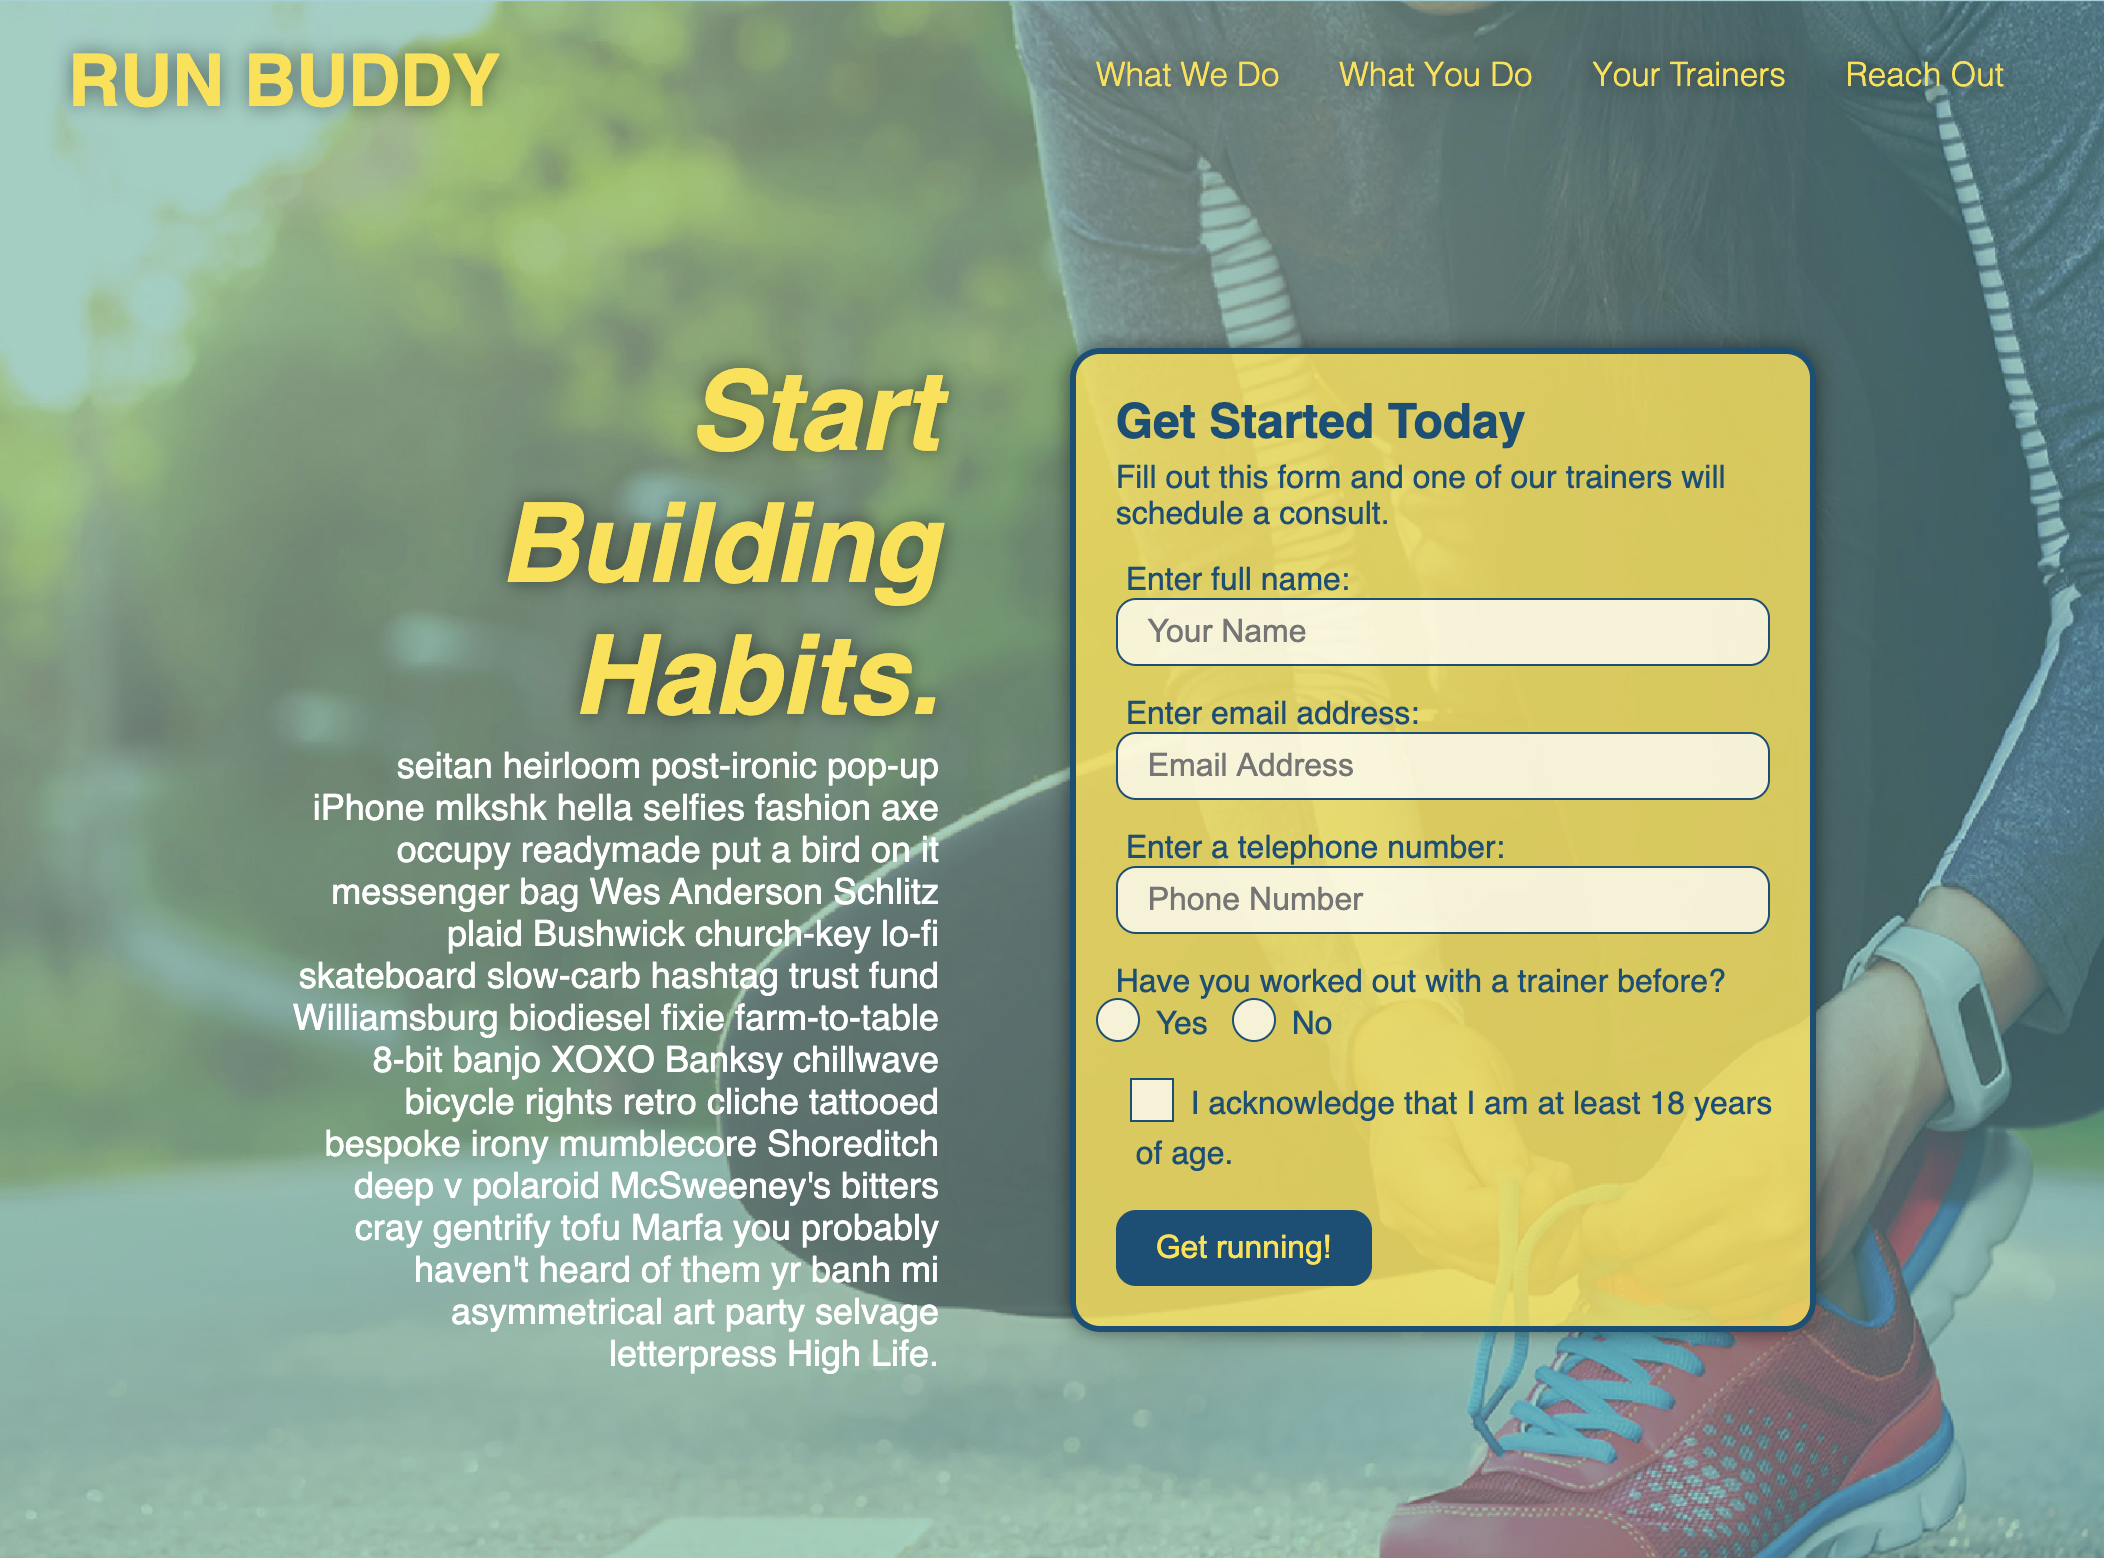 RUN BUDDY
What We Do
What You Do
Your Trainers
Reach Out
Start
Building
Habits.
seitan heirloom post-ironic pop-up
iPhone mlkshk hella selfies fashion axe
occupy readymade put a bird on it
messenger bag Wes Anderson Schlitz
plaid Bushwick church-key lo-fi
skateboard slow-carb hashtag trust fund
Williamsburg biodiesel fixie farm-to-table
8-bit banjo XOXO Banksy chillwave
bicycle rights retro cliche tattooed
bespoke irony mumblecore Shoreditch
deep v polaroid McSweeney's bitters
cray gentrify tofu Marfa you probably
haven't heard of them yr banh mi
asymmetrical art party selvage
letterpress High Life.
Get Started Today
Fill out this form and one of our trainers will
schedule a consult.
Enter full name:
Your Name
Enter email address:
Email Address
Enter a telephone number:
Phone Number
Have you worked out with a trainer before?
Yes No
I acknowledge that I am at least 18 years
of age.
Get running!